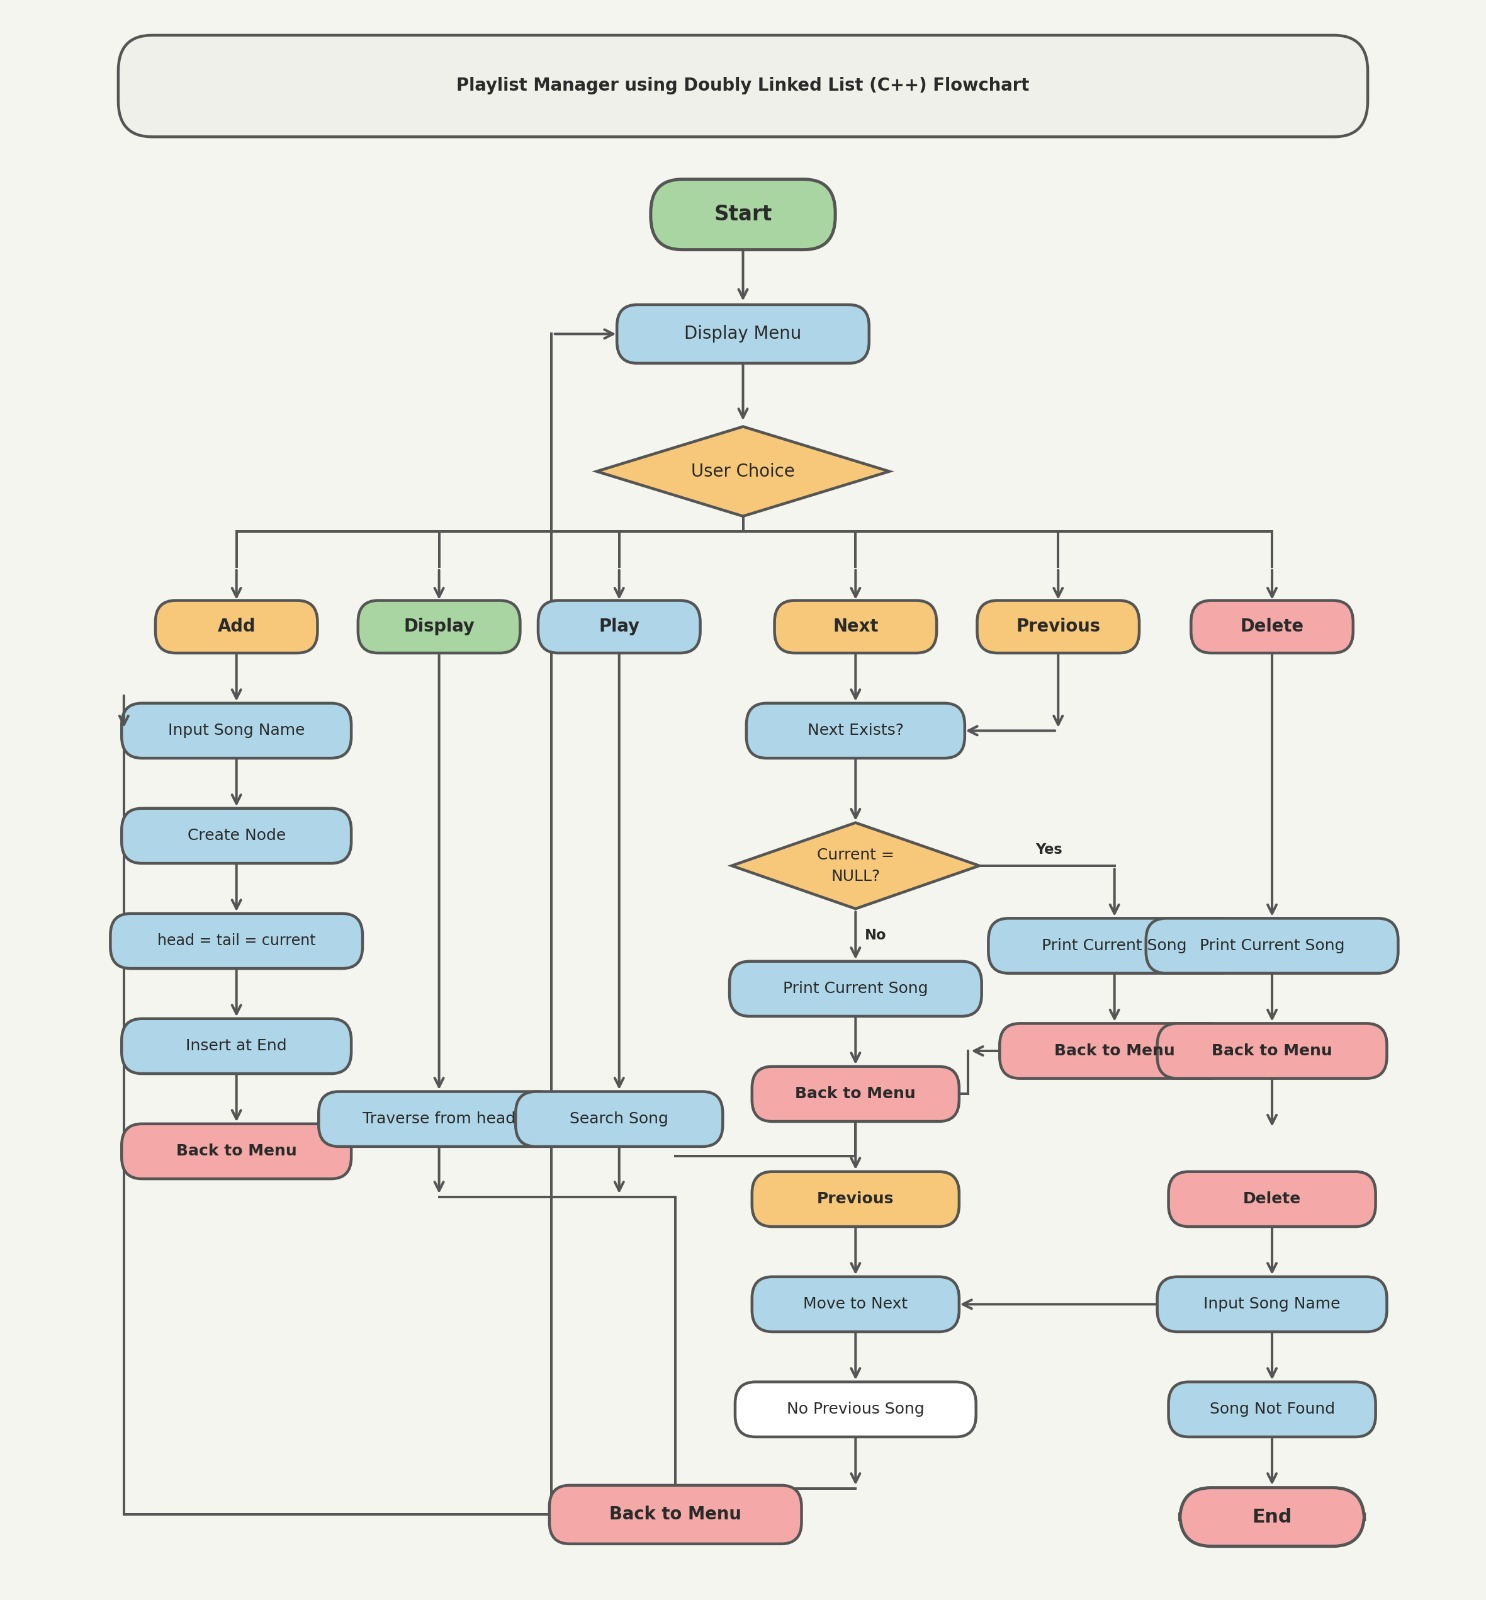 Playlist Manager using Doubly Linked List (C++) Flowchart
Start
Display Menu
User Choice
Add
Display
Play
Next
Previous
Delete
Input Song Name
Next Exists?
Create Node
Current =
NULL?
Yes
No
head = tail = current
Print Current Song
Print Current Song
Print Current Song
Insert at End
Back to Menu
Back to Menu
Back to Menu
Traverse from head
Search Song
Back to Menu
Previous
Delete
Move to Next
Input Song Name
No Previous Song
Song Not Found
Back to Menu
End